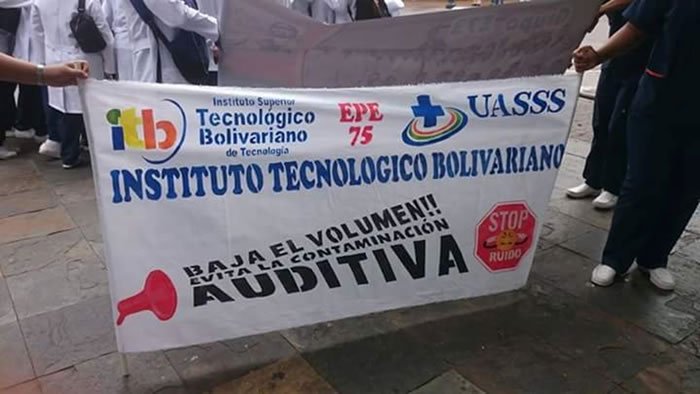 itb
Instituto Superior
Tecnológico
Bolivariano
de Tecnología
EPE
75
UASSS
INSTITUTO TECNOLOGICO BOLIVARIANO
BAJA EL VOLUMEN!!
EVITA LA CONTAMINACIÓN
AUDITIVA
STOP
RUIDO